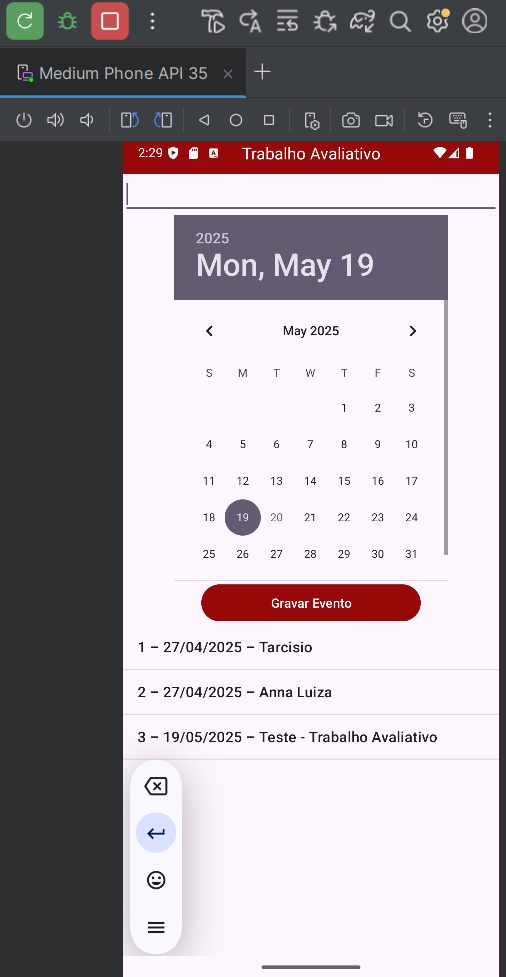 Medium Phone API 35
2:29 Trabalho Avaliativo
2025
Mon, May 19
May 2025
S M T W T F S
1 2 3
4 5 6 7 8 9 10
11 12 13 14 15 16 17
18 19 20 21 22 23 24
25 26 27 28 29 30 31
Gravar Evento
1 – 27/04/2025 – Tarcisio
2 – 27/04/2025 – Anna Luiza
3 – 19/05/2025 – Teste - Trabalho Avaliativo